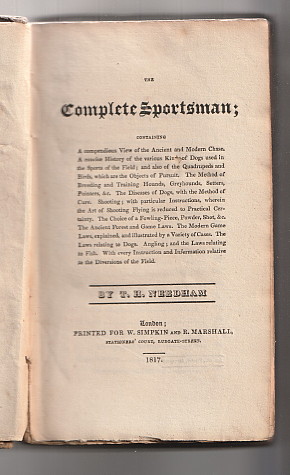 THE
Complete Sportsman;
CONTAINING
A compendious View of the Ancient and Modern Chase.
A concise History of the various Kinds of Dogs used in
the Sports of the Field; and also of the Quadrupeds and
Birds, which are the Objects of Pursuit. The Method of
Breeding and Training Hounds, Greyhounds, Setters,
Pointers, &c. The Diseases of Dogs, with the Method of
Cure. Shooting; with particular Instructions, wherein
the Art of Shooting Flying is reduced to Practical Cer-
tainty. The Choice of a Fowling-Piece, Powder, Shot, &c.
The Ancient Forest and Game Laws. The Modern Game
Laws, explained, and illustrated by a Variety of Cases. The
Laws relating to Dogs. Angling; and the Laws relating
to Fish. With every Instruction and Information relative
to the Diversions of the Field.
BY T. H. NEEDHAM
London;
PRINTED FOR W. SIMPKIN AND R. MARSHALL,
STATIONERS' COURT, LUDGATE-STREET.
1817.